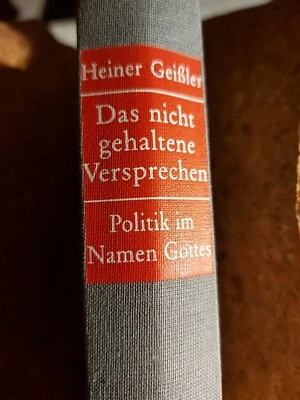 Heiner Geißler
Das nicht
gehaltene
Versprechen
Politik im
Namen Gottes